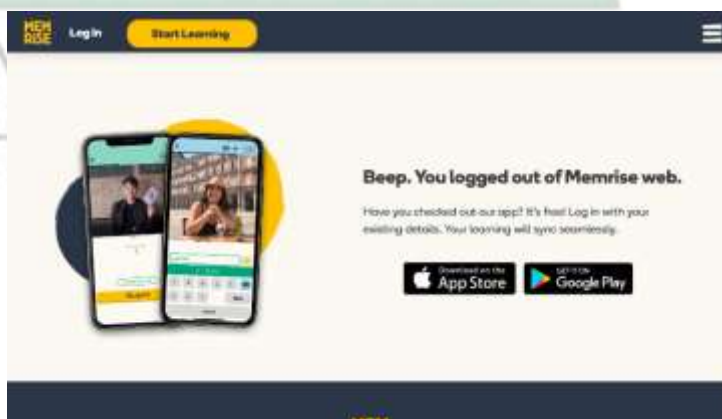 MEM
RISE
Log in
Start Learning
Beep. You logged out of Memrise web.
Have you checked out our app? It's free! Log in with your
existing details. Your learning will sync seamlessly.
Download on the
App Store
GET IT ON
Google Play
MEM